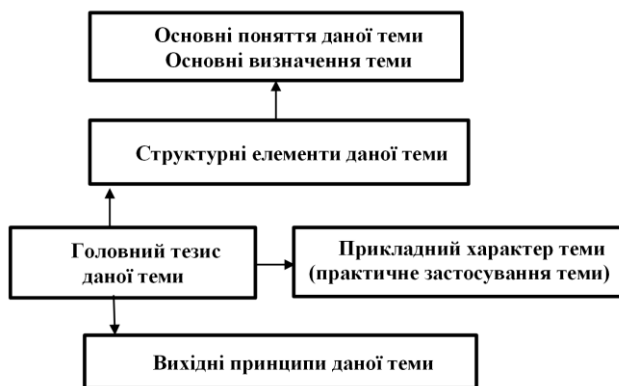 Основні поняття даної теми
Основні визначення теми
Структурні елементи даної теми
Головний тезис
даної теми
Прикладний характер теми
(практичне застосування теми)
Вихідні принципи даної теми